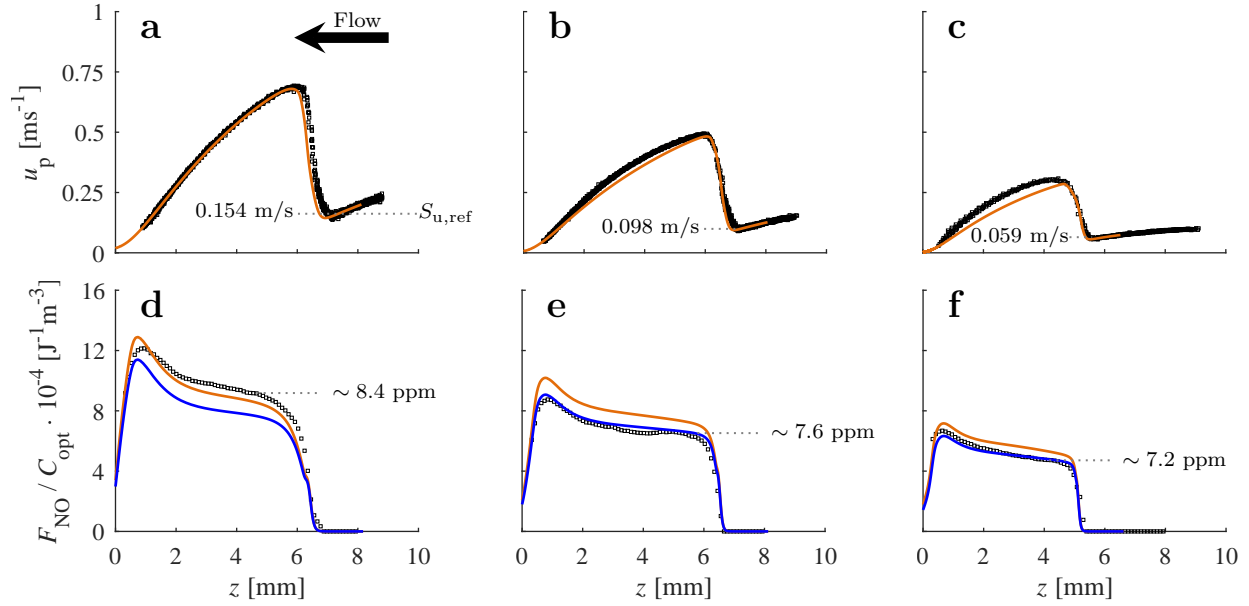 a b c
Flow
1
0.75
0.5
0.25
0
u_p [ms^-1]
0.154 m/s
S_u,ref
0.098 m/s
0.059 m/s
d e f
16
12
8
4
0
F_NO / C_opt · 10^-4 [J^-1m^-3]
~ 8.4 ppm
~ 7.6 ppm
~ 7.2 ppm
0 2 4 6 8 10 0 2 4 6 8 10 0 2 4 6 8 10
z [mm] z [mm] z [mm]